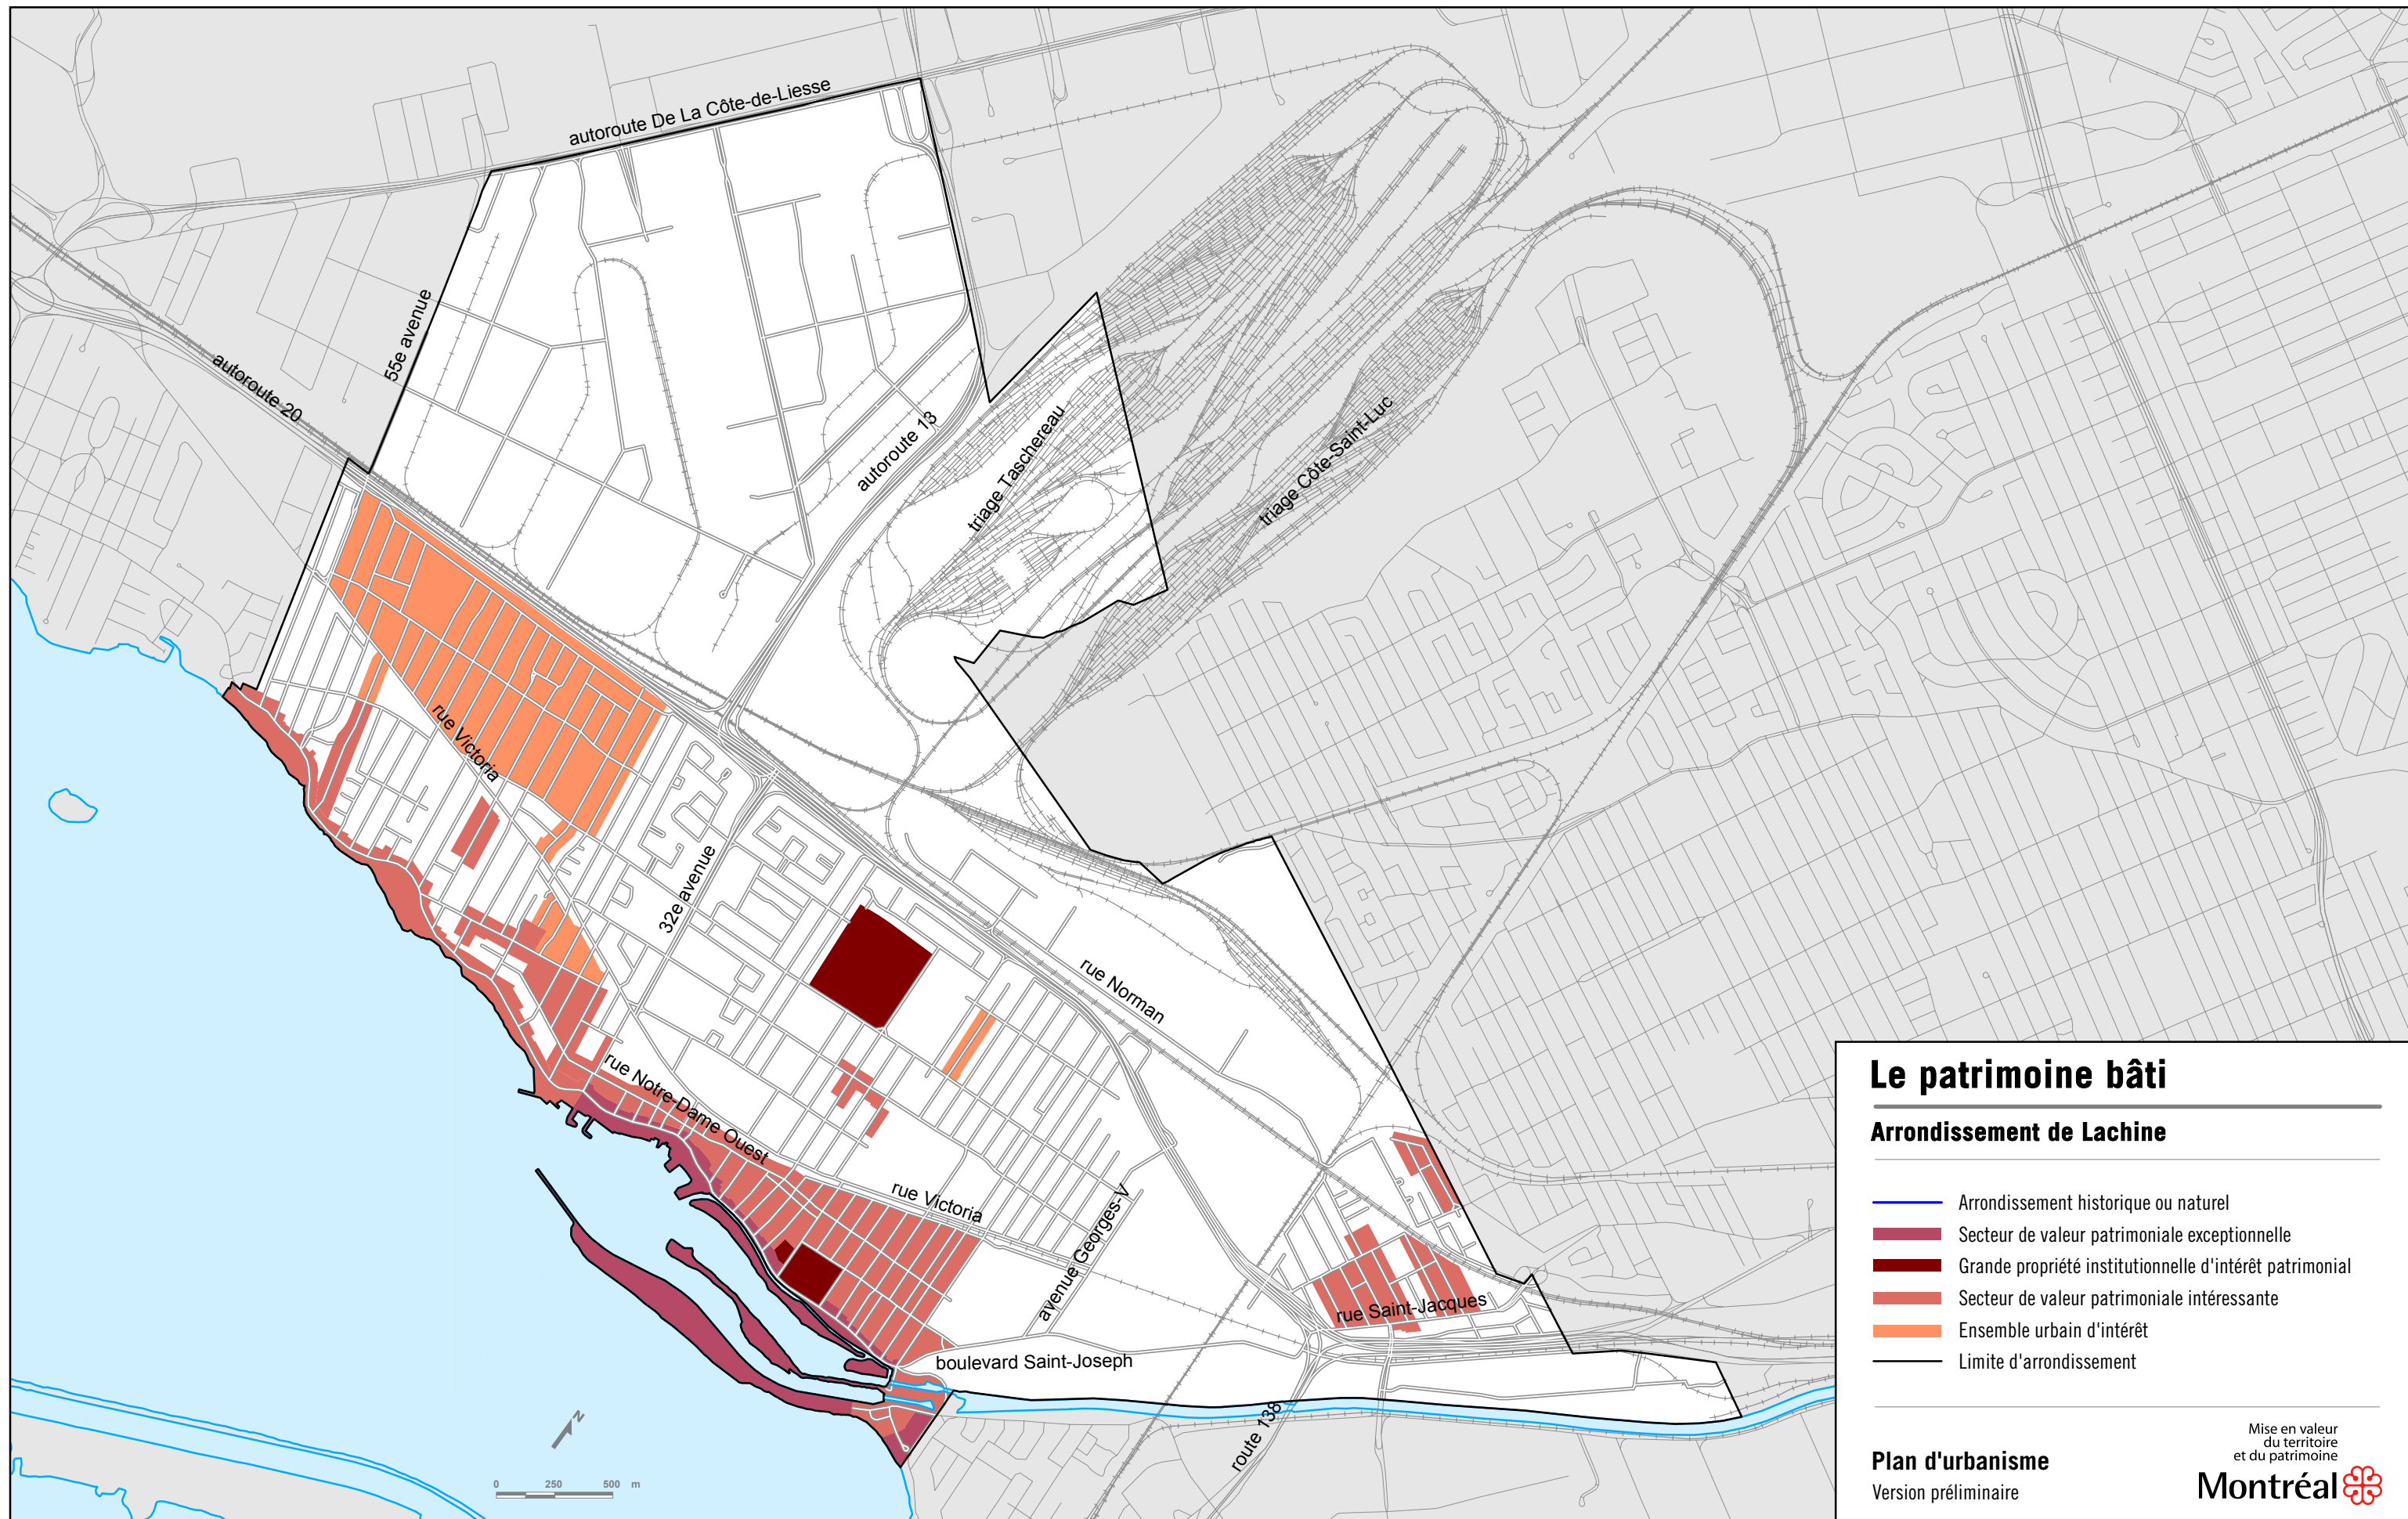 autoroute De La Côte-de-Liesse
55e avenue
autoroute 20
autoroute 13
triage Taschereau
triage Côte-Saint-Luc
rue Victoria
32e avenue
rue Norman
rue Notre-Dame Ouest
rue Victoria
avenue Georges-V
rue Saint-Jacques
boulevard Saint-Joseph
route 138
N
0 250 500 m
Le patrimoine bâti
Arrondissement de Lachine
Arrondissement historique ou naturel
Secteur de valeur patrimoniale exceptionnelle
Grande propriété institutionnelle d'intérêt patrimonial
Secteur de valeur patrimoniale intéressante
Ensemble urbain d'intérêt
Limite d'arrondissement
Plan d'urbanisme
Version préliminaire
Mise en valeur
du territoire
et du patrimoine
Montréal